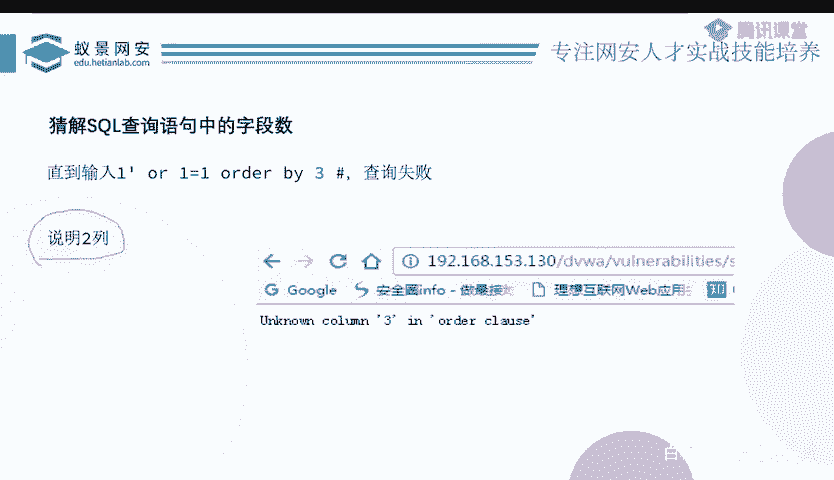 腾讯课堂
蚁景网安
edu.hetianlab.com
专注网安人才实战技能培养
猜解SQL查询语句中的字段数
直到输入1' or 1=1 order by 3 #, 查询失败
说明2列
192.168.153.130/dvwa/vulnerabilities/s
Google 安全圈info - 做最接 理想互联网Web应用 知
Unknown column '3' in 'order clause'